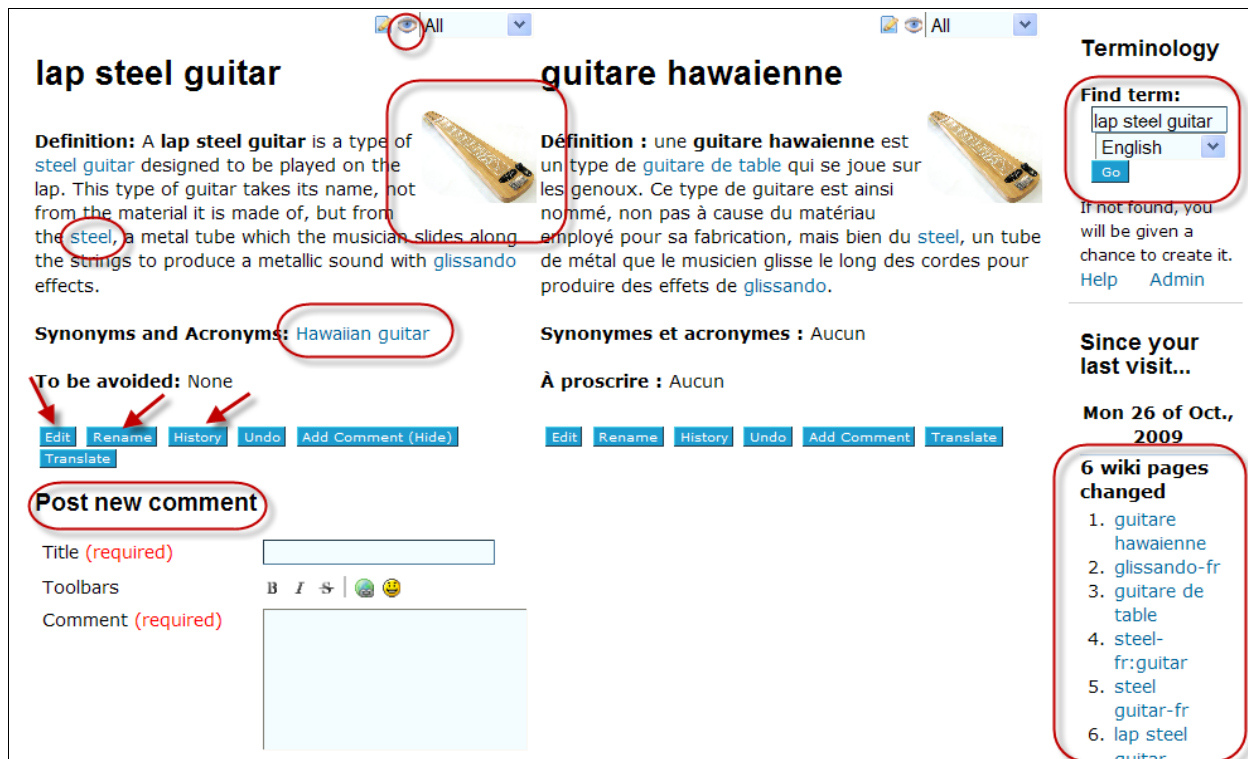 All
lap steel guitar
Definition: A lap steel guitar is a type of
steel guitar designed to be played on the
lap. This type of guitar takes its name, not
from the material it is made of, but from
the steel, a metal tube which the musician slides along
the strings to produce a metallic sound with glissando
effects.
Synonyms and Acronyms: Hawaiian guitar
To be avoided: None
Edit Rename History Undo Add Comment (Hide)
Translate
Post new comment
Title (required)
Toolbars B I S
Comment (required)
All
guitare hawaienne
Définition : une guitare hawaienne est
un type de guitare de table qui se joue sur
les genoux. Ce type de guitare est ainsi
nommé, non pas à cause du matériau
employé pour sa fabrication, mais bien du steel, un tube
de métal que le musicien glisse le long des cordes pour
produire des effets de glissando.
Synonymes et acronymes : Aucun
À proscrire : Aucun
Edit Rename History Undo Add Comment Translate
Terminology
Find term:
lap steel guitar
English
Go
If not found, you
will be given a
chance to create it.
Help Admin
Since your
last visit...
Mon 26 of Oct.,
2009
6 wiki pages
changed
1. guitare
hawaienne
2. glissando-fr
3. guitare de
table
4. steel-
fr:guitar
5. steel
guitar-fr
6. lap steel
guitar